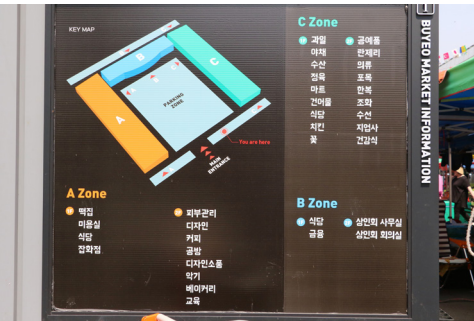 KEY MAP
B
C
A
PARKING
ZONE
You are here
MAIN
ENTRANCE
A Zone
떡집
미용실
식당
잡화점
피부관리
디자인
커피
공방
디자인소품
악기
베이커리
교육
C Zone
과일
야채
수산
정육
마트
건어물
식당
치킨
꽃
공예품
란제리
의류
포목
한복
조화
수선
지업사
건강식
B Zone
식당
금융
상인회 사무실
상인회 회의실
BUYEO MARKET INFORMATION